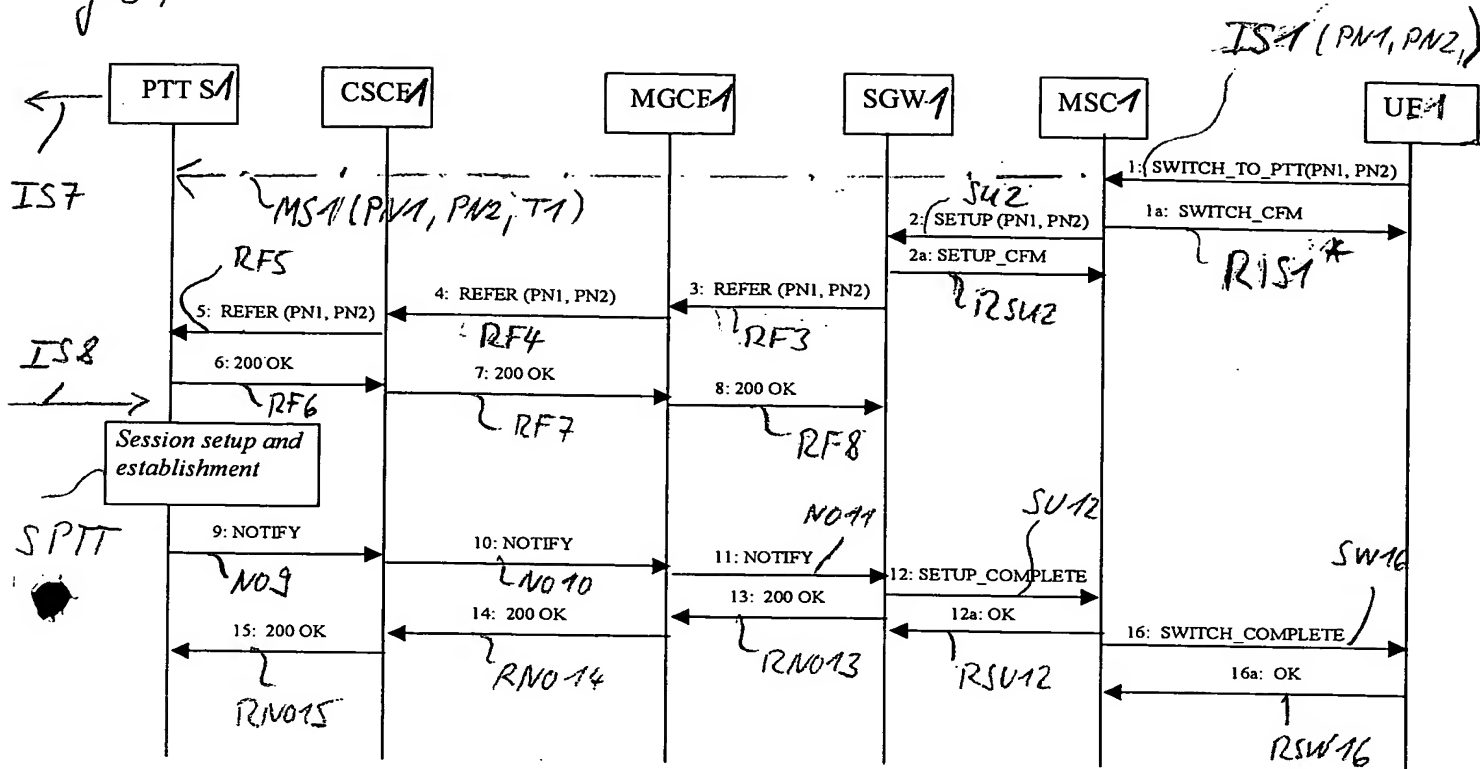 IS1 (PN1, PN2,)
PTT S1
CSCF1
MGCF1
SGW1
MSC1
UE1
IS7
MS1 (PN1, PN2, T1)
1: SWITCH_TO_PTT(PN1, PN2)
SU2
2: SETUP (PN1, PN2)
1a: SWITCH_CFM
RIS1*
2a: SETUP_CFM
RSU2
RF5
3: REFER (PN1, PN2)
4: REFER (PN1, PN2)
5: REFER (PN1, PN2)
RF4
RF3
IS8
6: 200 OK
7: 200 OK
8: 200 OK
RF6
RF7
RF8
Session setup and
establishment
SPTT
NO11
SU12
SW16
9: NOTIFY
10: NOTIFY
11: NOTIFY
NO9
NO10
12: SETUP_COMPLETE
13: 200 OK
12a: OK
14: 200 OK
15: 200 OK
16: SWITCH_COMPLETE
RNO15
RNO14
RNO13
RSU12
16a: OK
RSW16